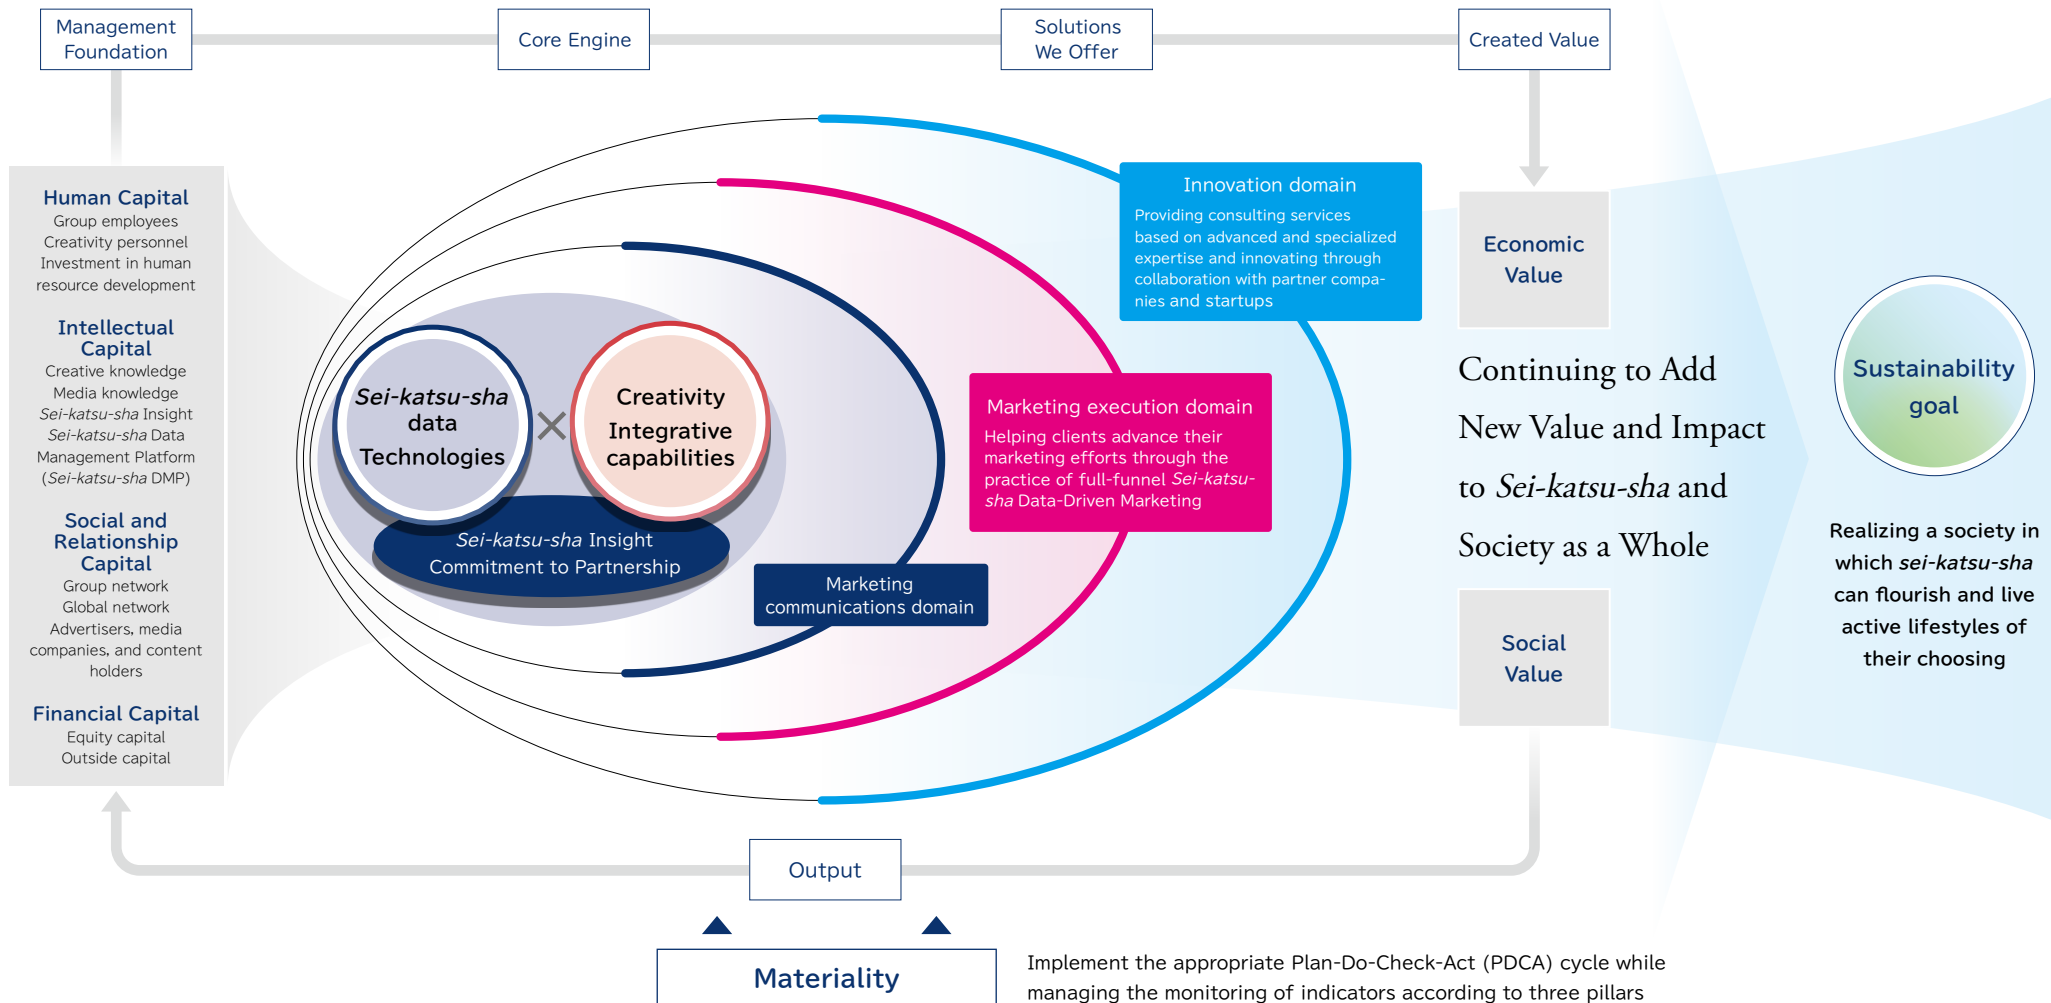 Management
Foundation
Core Engine
Solutions
We Offer
Created Value
Human Capital
Group employees
Creativity personnel
Investment in human
resource development
Intellectual
Capital
Creative knowledge
Media knowledge
Sei-katsu-sha Insight
Sei-katsu-sha Data
Management Platform
(Sei-katsu-sha DMP)
Social and
Relationship
Capital
Group network
Global network
Advertisers, media
companies, and content
holders
Financial Capital
Equity capital
Outside capital
Sei-katsu-sha
data
Technologies
×
Creativity
Integrative
capabilities
Sei-katsu-sha Insight
Commitment to Partnership
Marketing
communications domain
Marketing execution domain
Helping clients advance their
marketing efforts through the
practice of full-funnel Sei-katsu-
sha Data-Driven Marketing
Innovation domain
Providing consulting services
based on advanced and specialized
expertise and innovating through
collaboration with partner compa-
nies and startups
Economic
Value
Continuing to Add
New Value and Impact
to Sei-katsu-sha and
Society as a Whole
Social
Value
Sustainability
goal
Realizing a society in
which sei-katsu-sha
can flourish and live
active lifestyles of
their choosing
Output
Materiality
Implement the appropriate Plan-Do-Check-Act (PDCA) cycle while
managing the monitoring of indicators according to three pillars